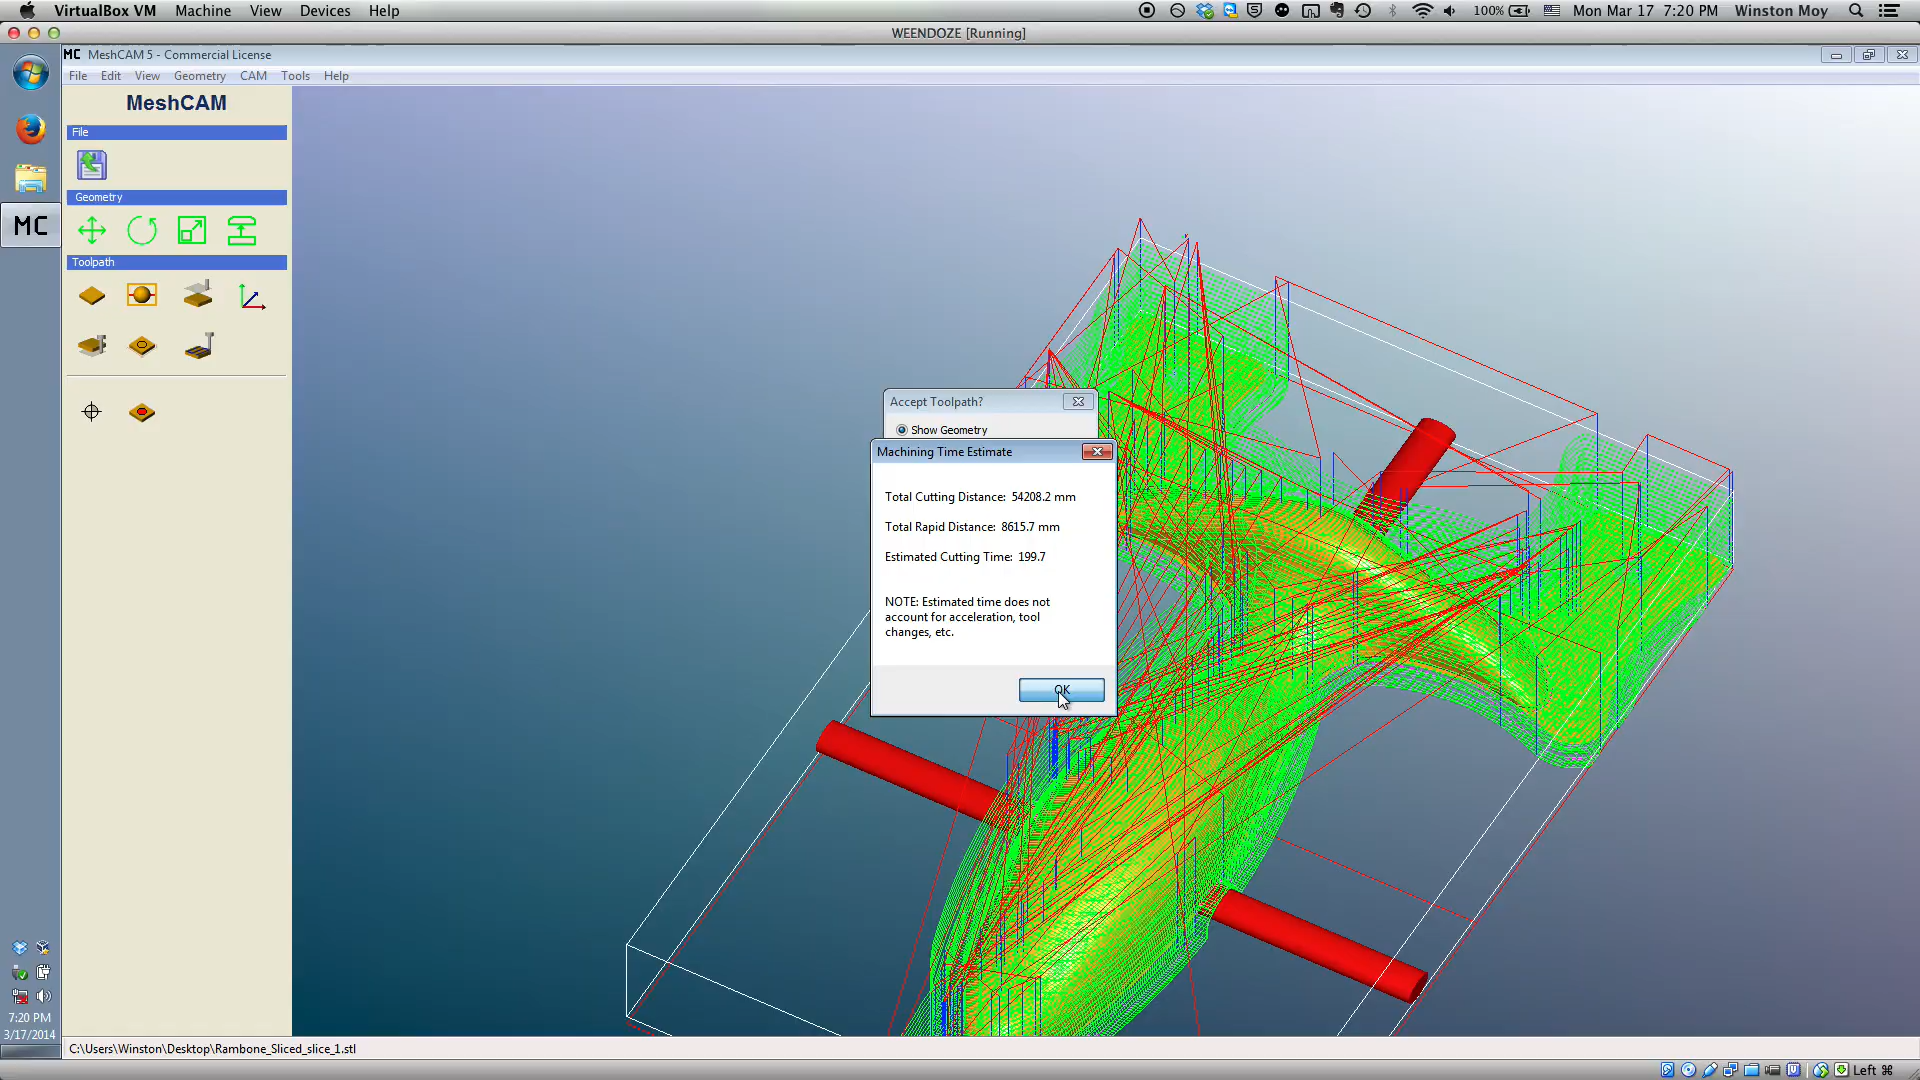 VirtualBox VM Machine View Devices Help
100% Mon Mar 17 7:20 PM Winston Moy
WEENDOZE [Running]
MC MeshCAM 5 - Commercial License
File Edit View Geometry CAM Tools Help
MeshCAM
File
Geometry
MC
Toolpath
Accept Toolpath?
Show Geometry
Machining Time Estimate
Total Cutting Distance: 54208.2 mm
Total Rapid Distance: 8615.7 mm
Estimated Cutting Time: 199.7
NOTE: Estimated time does not
account for acceleration, tool
changes, etc.
OK
7:20 PM
3/17/2014
C:\Users\Winston\Desktop\Rambone_Sliced_slice_1.stl
Left ⌘